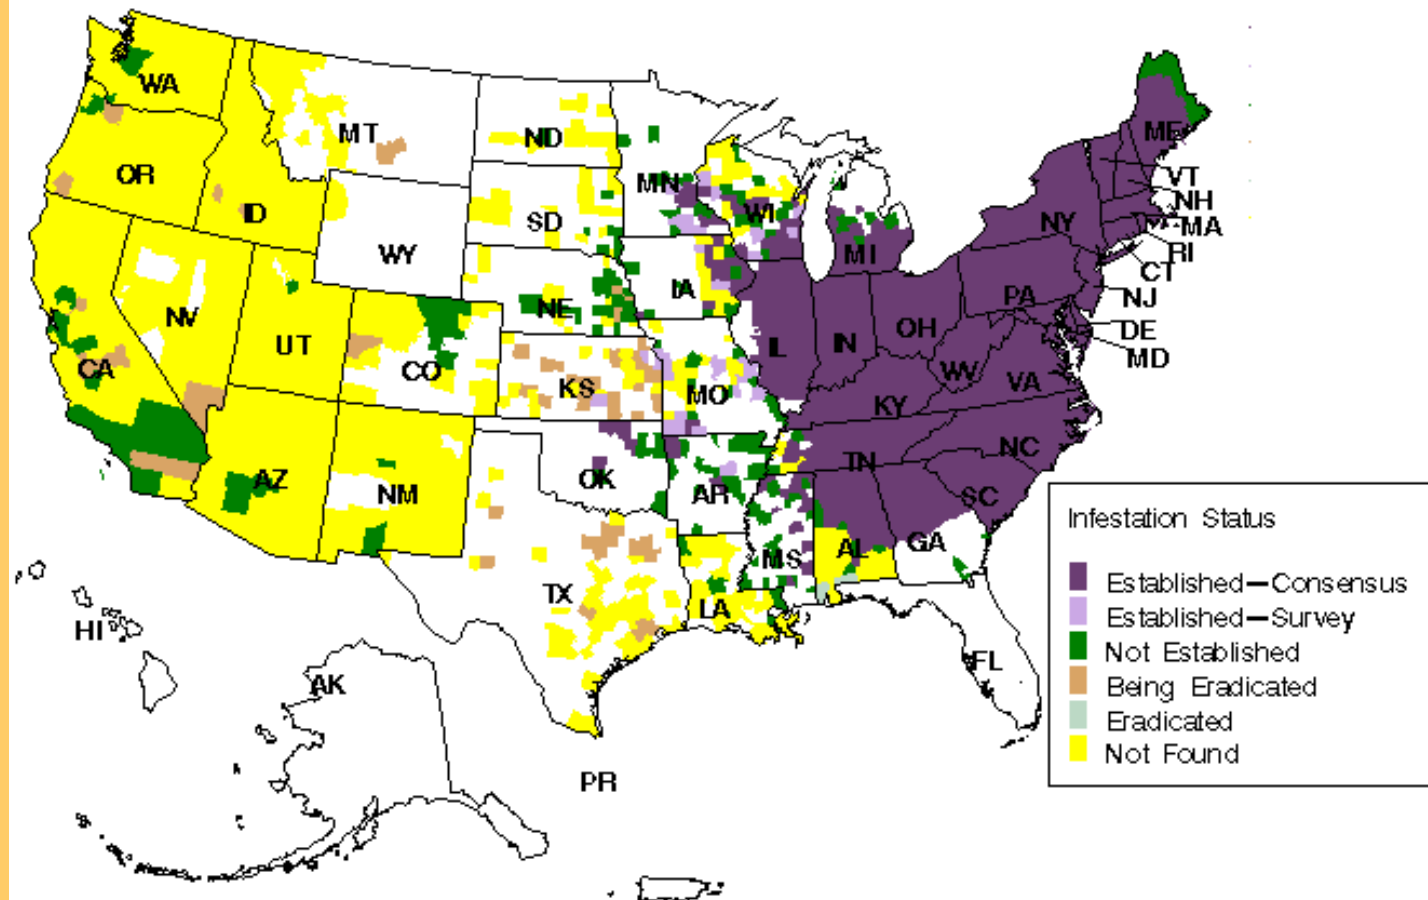 WA
MT
ND
ME
OR
MN
VT
NH
ID
SD
WI
NY
MA
WY
MI
RI
CT
IA
PA
NJ
NV
NE
OH
DE
UT
IL
IN
MD
CA
CO
KS
MO
WV
VA
KY
AZ
NM
OK
AR
TN
NC
SC
MS
AL
GA
TX
LA
HI
FL
AK
PR
Infestation Status
Established—Consensus
Established—Survey
Not Established
Being Eradicated
Eradicated
Not Found